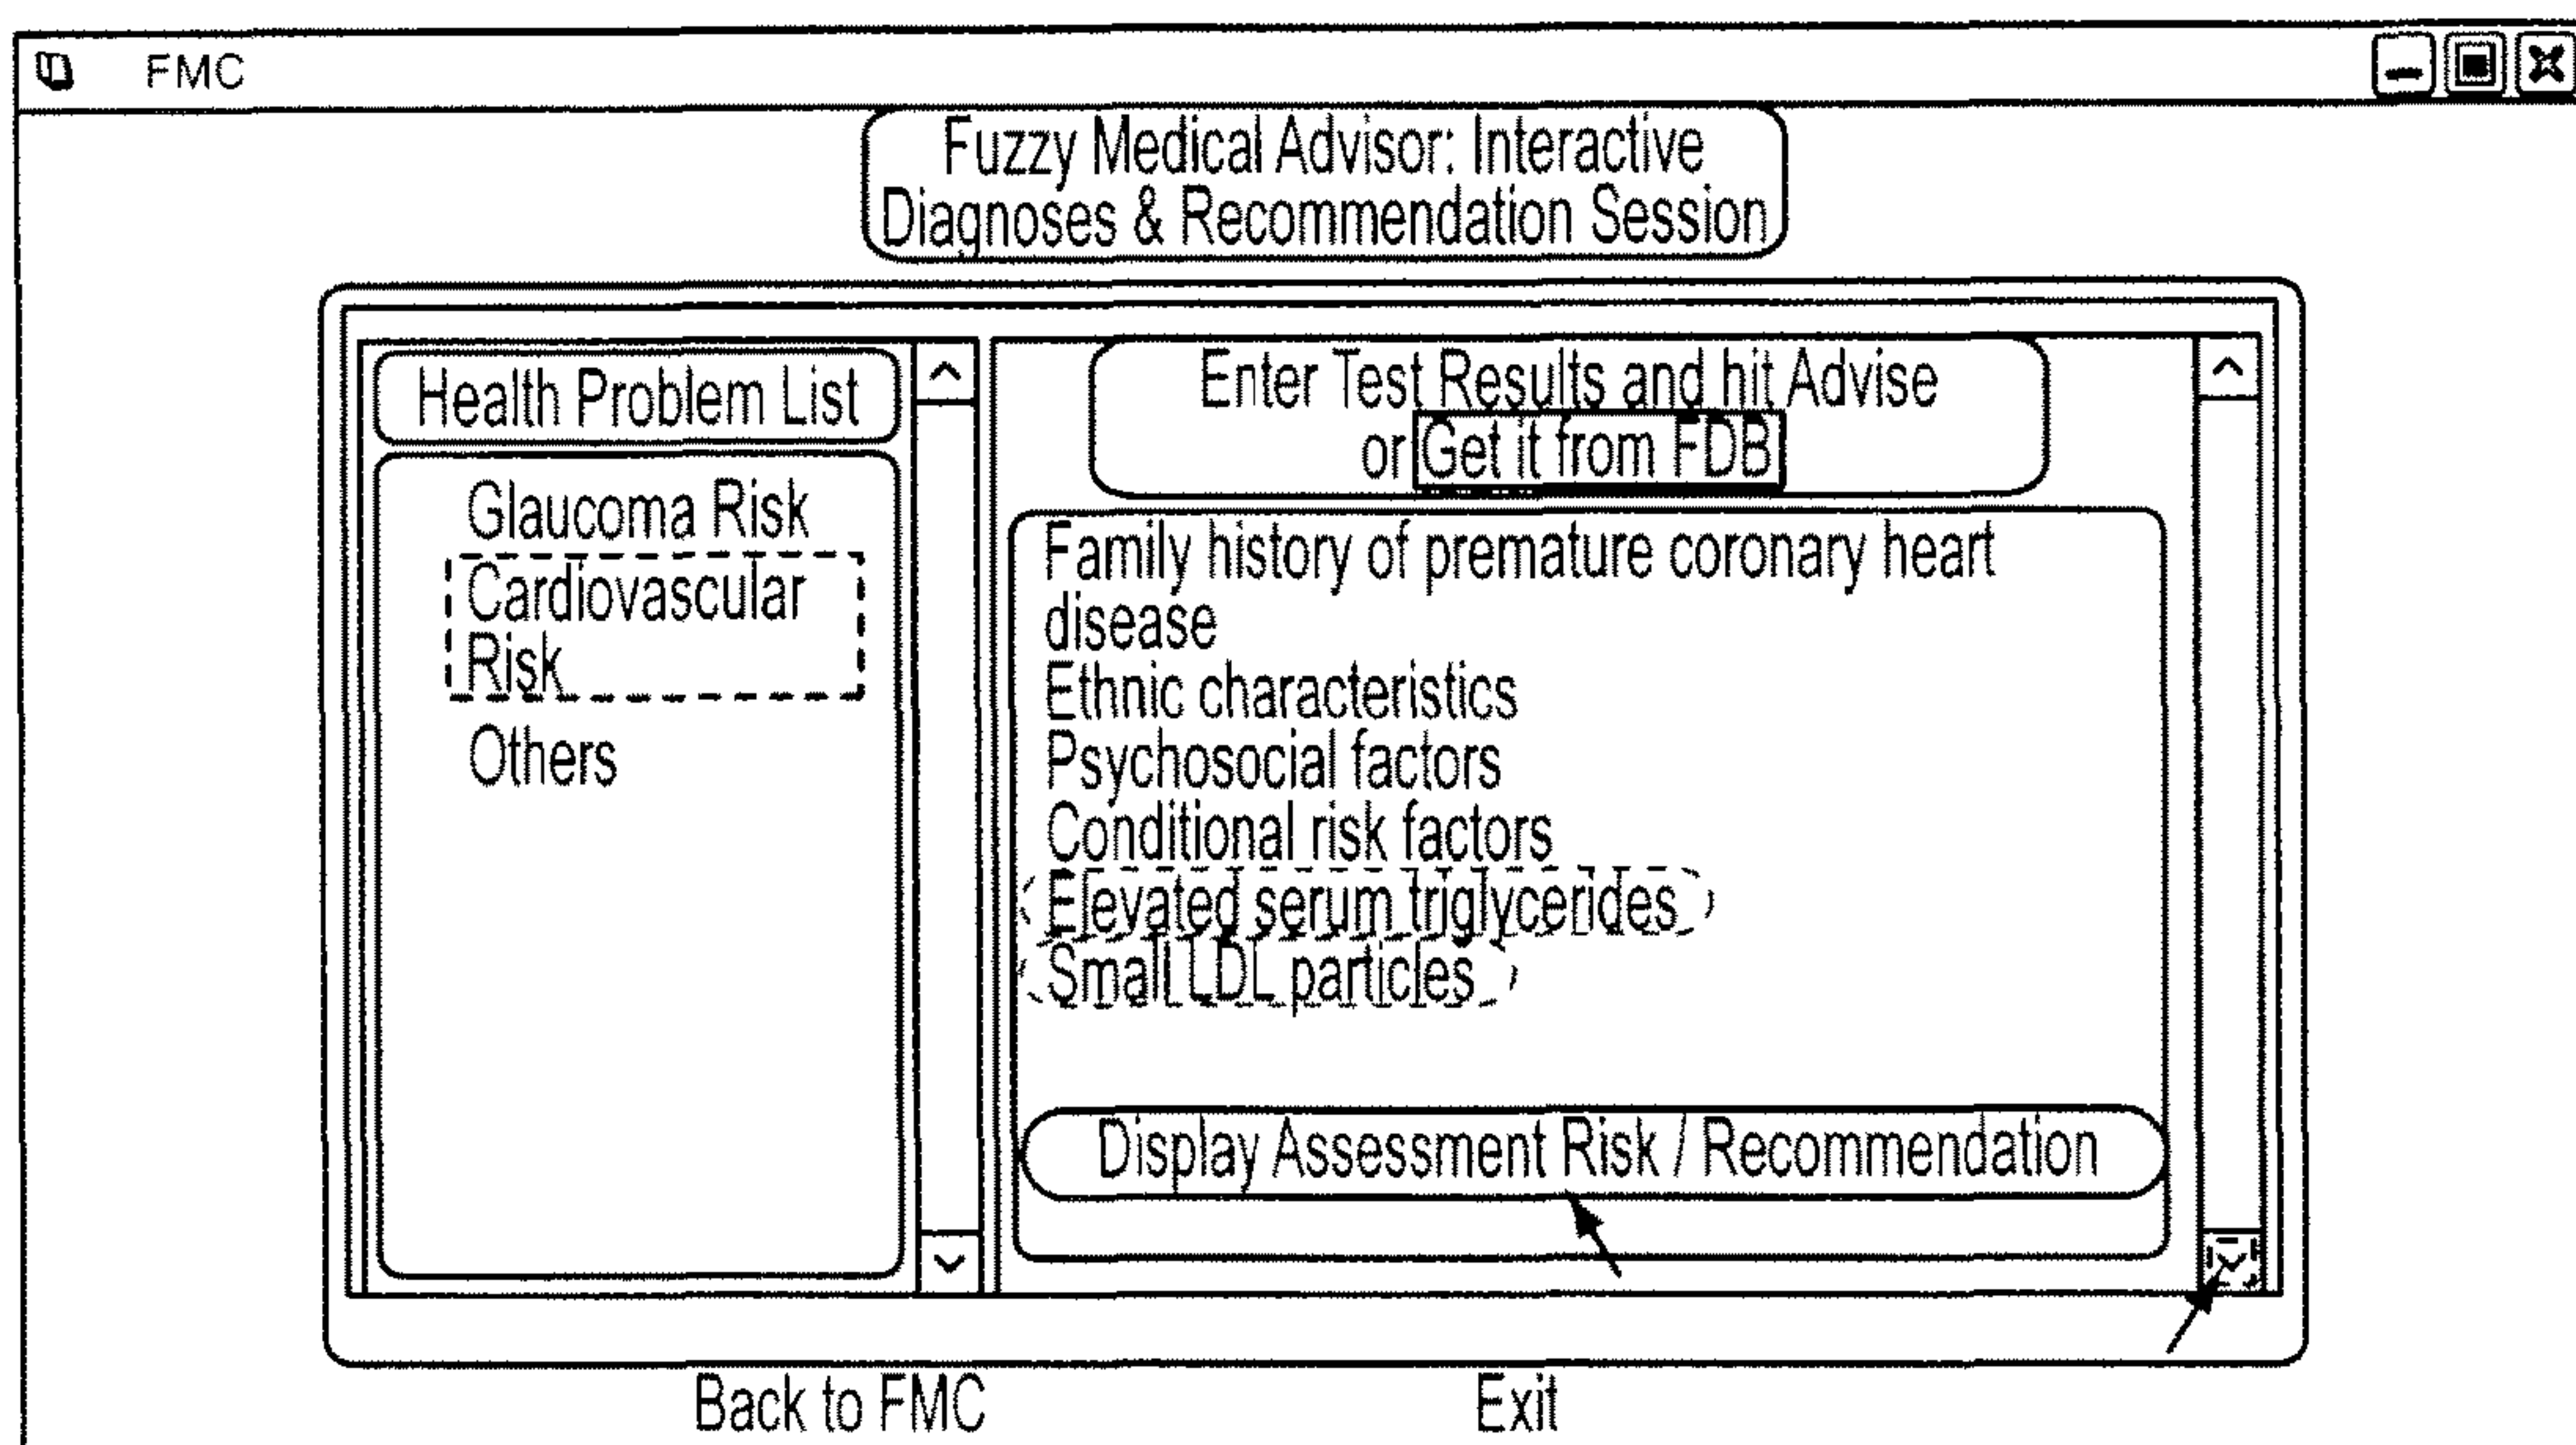 FMC
Fuzzy Medical Advisor: Interactive
Diagnoses & Recommendation Session
Health Problem List
Glaucoma Risk
Cardiovascular
Risk
Others
Enter Test Results and hit Advise
or Get it from FDB
Family history of premature coronary heart
disease
Ethnic characteristics
Psychosocial factors
Conditional risk factors
Elevated serum triglycerides
Small LDL particles
Display Assessment Risk / Recommendation
Back to FMC
Exit